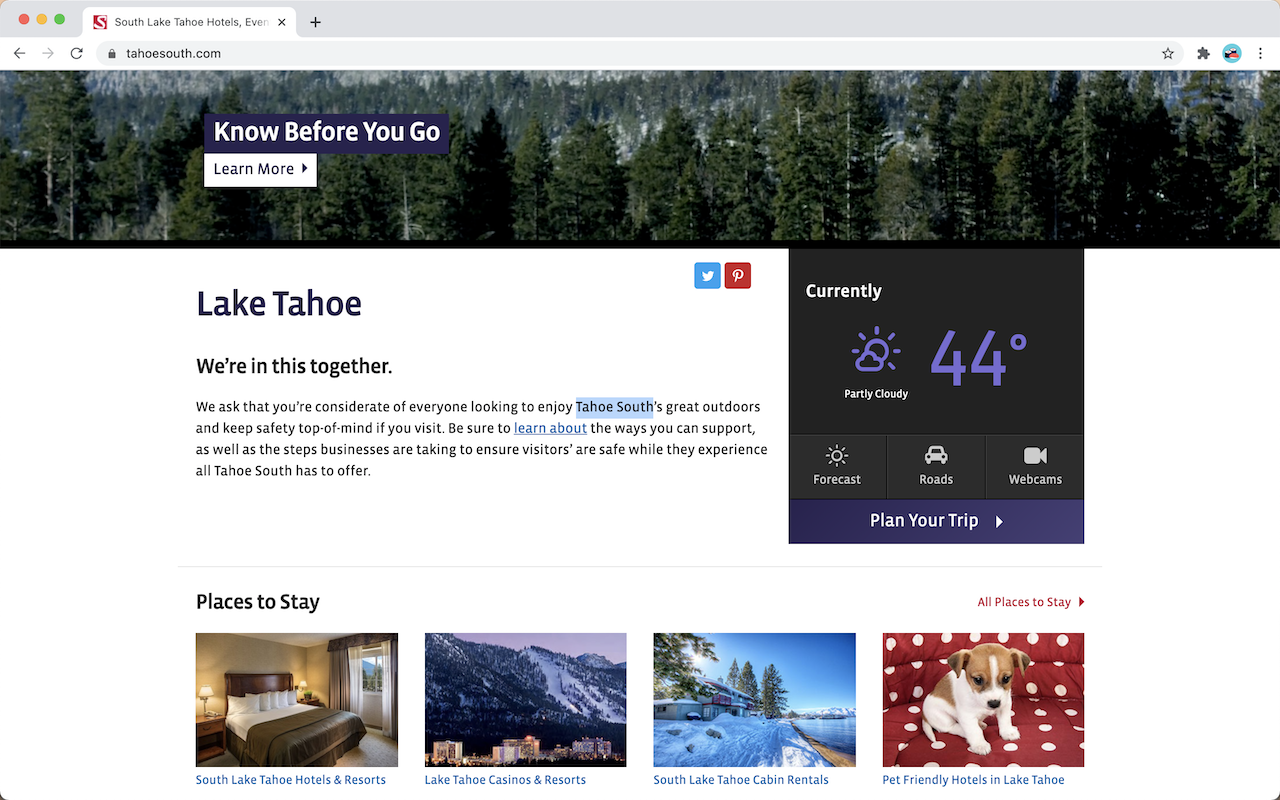 South Lake Tahoe Hotels, Even
tahoesouth.com
Know Before You Go
Learn More
Lake Tahoe
We're in this together.
We ask that you're considerate of everyone looking to enjoy Tahoe South's great outdoors
and keep safety top-of-mind if you visit. Be sure to learn about the ways you can support,
as well as the steps businesses are taking to ensure visitors' are safe while they experience
all Tahoe South has to offer.
Currently
44°
Partly Cloudy
Forecast
Roads
Webcams
Plan Your Trip
Places to Stay
All Places to Stay
South Lake Tahoe Hotels & Resorts
Lake Tahoe Casinos & Resorts
South Lake Tahoe Cabin Rentals
Pet Friendly Hotels in Lake Tahoe